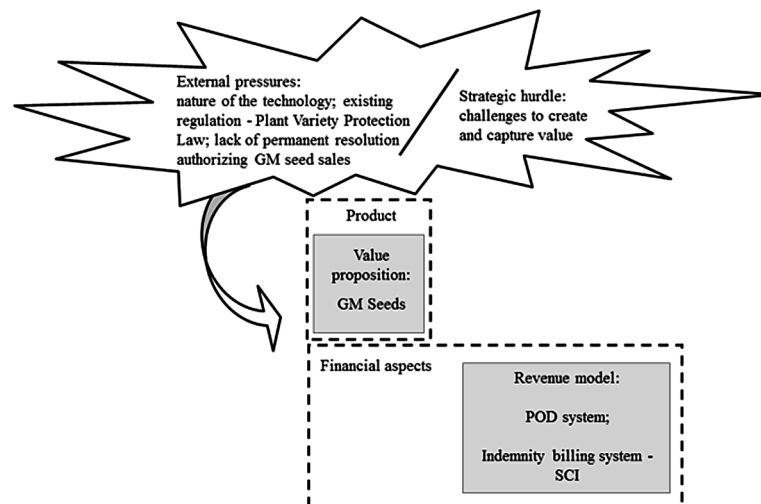 External pressures:
nature of the technology; existing
regulation - Plant Variety Protection
Law; lack of permanent resolution
authorizing GM seed sales
Strategic hurdle:
challenges to create
and capture value
Product
Value
proposition:
GM Seeds
Financial aspects
Revenue model:
POD system;
Indemnity billing system -
SCI